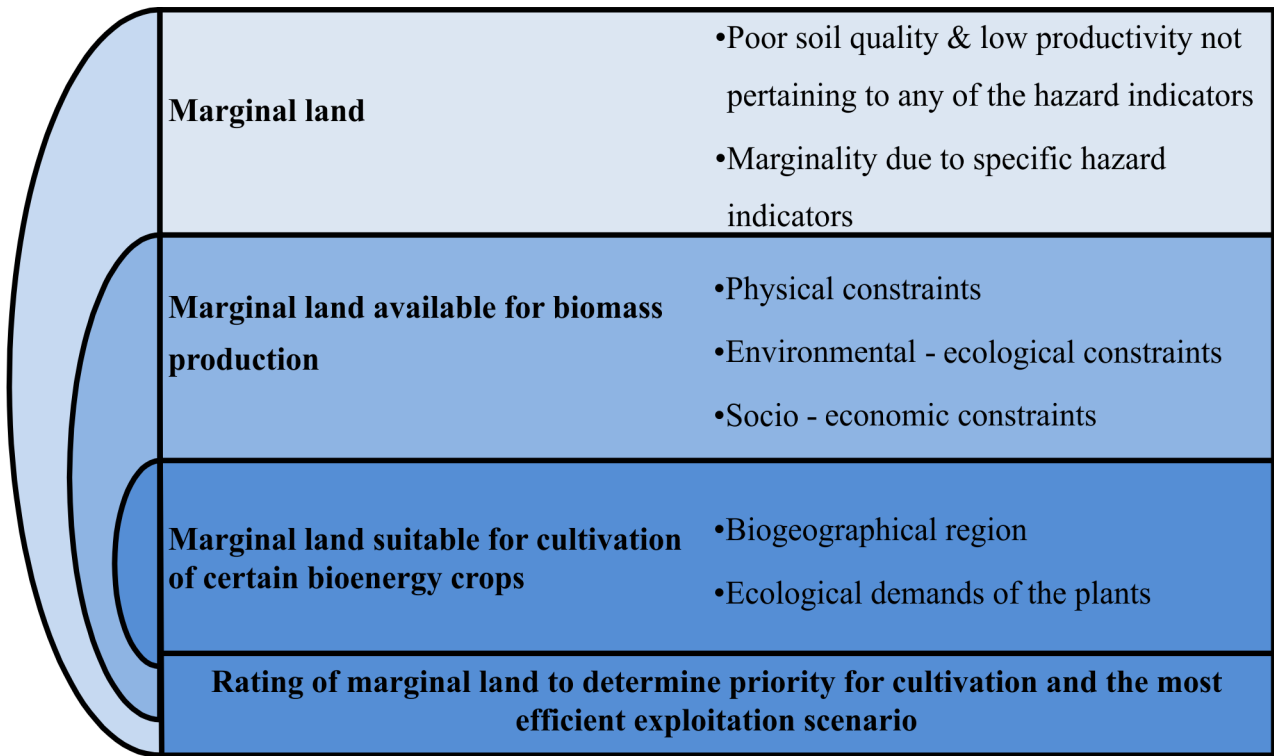 Marginal land
•Poor soil quality & low productivity not
pertaining to any of the hazard indicators
•Marginality due to specific hazard
indicators
Marginal land available for biomass
production
•Physical constraints
•Environmental - ecological constraints
•Socio - economic constraints
Marginal land suitable for cultivation
of certain bioenergy crops
•Biogeographical region
•Ecological demands of the plants
Rating of marginal land to determine priority for cultivation and the most
efficient exploitation scenario